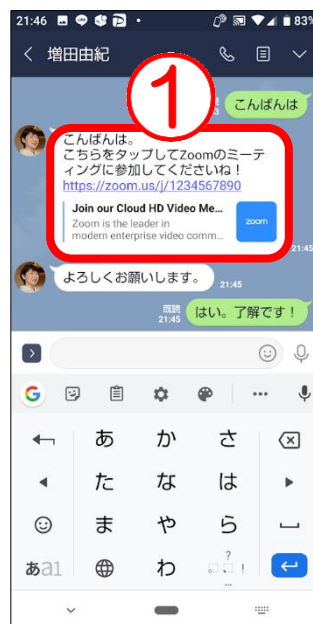 21:46
83%
増田由紀
1
こんばんは
こんばんは。
こちらをタップしてZoomのミーテ
ィングに参加してくださいね！
https://zoom.us/j/1234567890
Join our Cloud HD Video Me...
Zoom is the leader in
modern enterprise video comm...
zoom
21:45
よろしくお願いします。
21:45
既読
21:45
はい。了解です！
G
あ
か
さ
た
な
は
ま
や
ら
あa1
わ
?
!
...